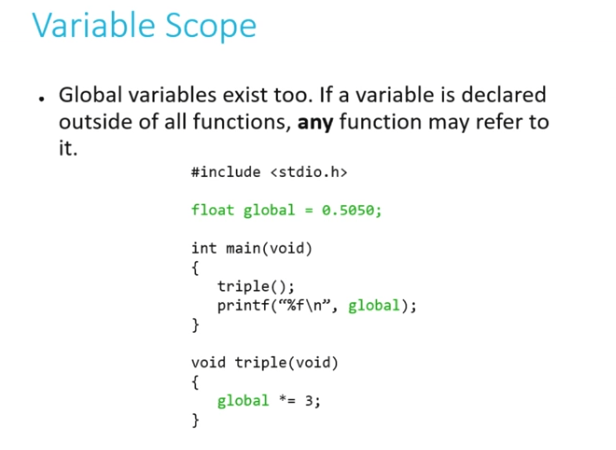 Variable Scope
• Global variables exist too. If a variable is declared
outside of all functions, any function may refer to
it.
#include <stdio.h>
float global = 0.5050;
int main(void)
{
triple();
printf(“%f\n”, global);
}
void triple(void)
{
global *= 3;
}